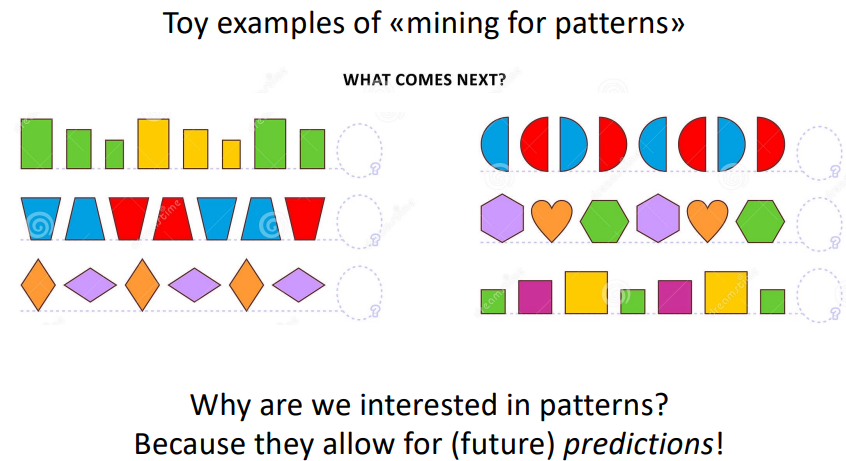 Toy examples of «mining for patterns»
WHAT COMES NEXT?
?
?
?
?
?
?
Why are we interested in patterns?
Because they allow for (future) predictions!